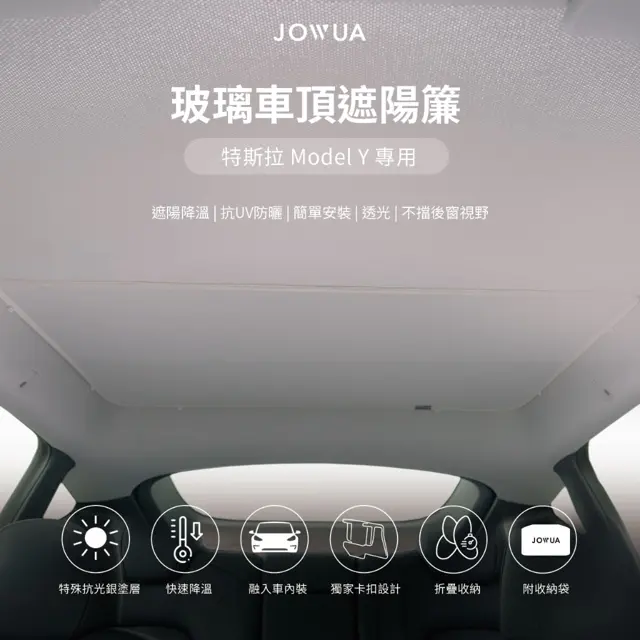 JOWUA
玻璃車頂遮陽簾
特斯拉 Model Y 專用
遮陽降溫 | 抗UV防曬 | 簡單安裝 | 透光 | 不擋後窗視野
JOWUA
特殊抗光銀塗層 快速降溫 融入車內裝 獨家卡扣設計 折疊收納 附收納袋